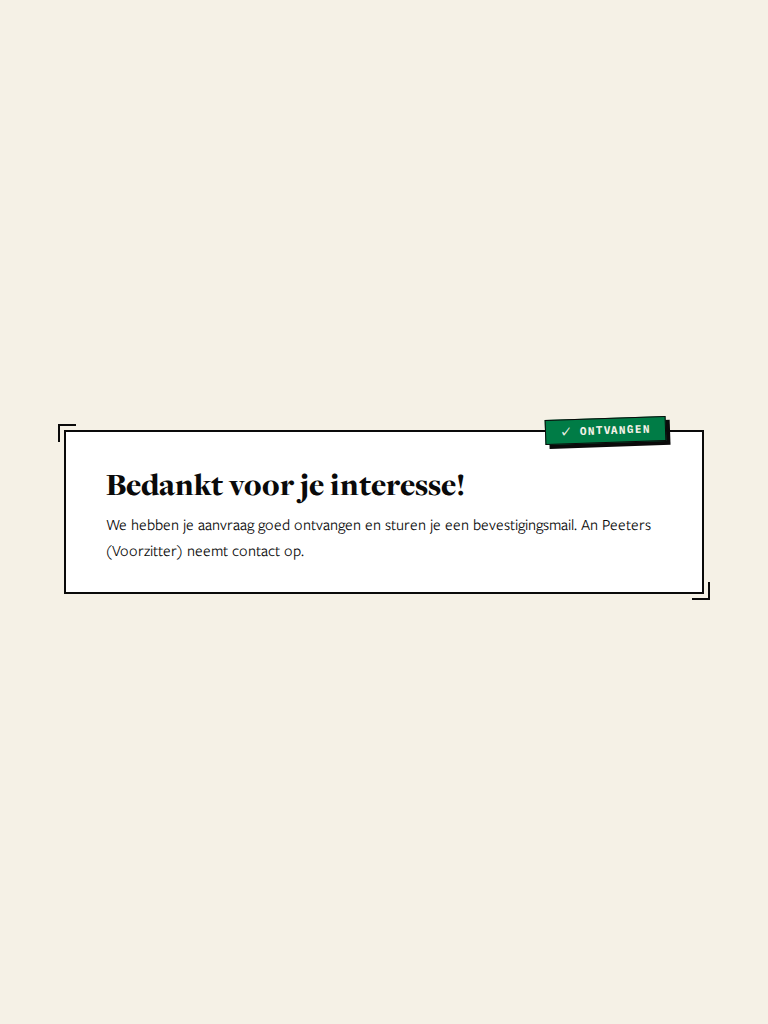 ✓ ONTVANGEN
Bedankt voor je interesse!
We hebben je aanvraag goed ontvangen en sturen je een bevestigingsmail. An Peeters
(Voorzitter) neemt contact op.